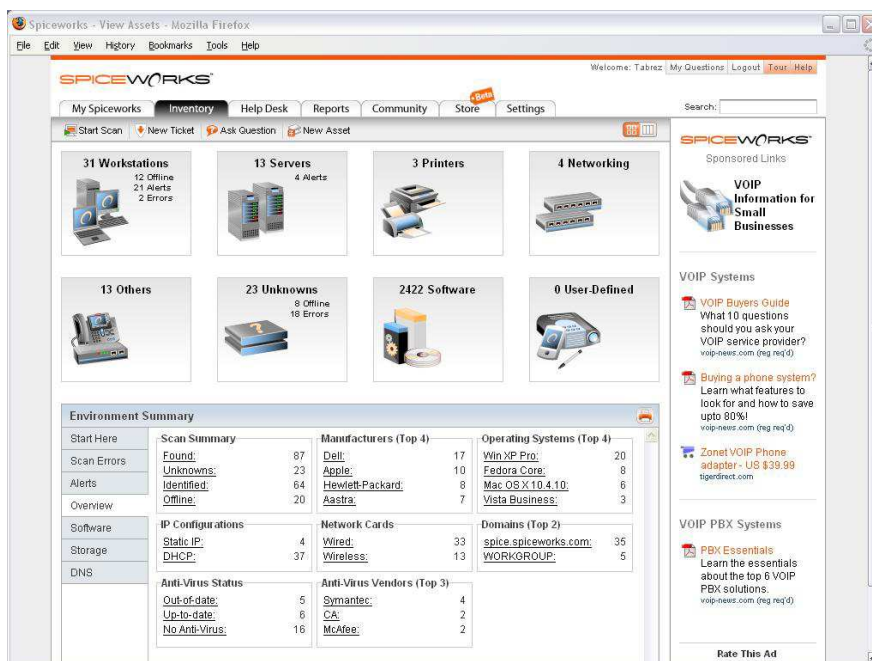 Spiceworks - View Assets - Mozilla Firefox
File Edit View History Bookmarks Tools Help
Welcome: Tabrez My Questions Logout Tour Help
SPICEWORKS
My Spiceworks Inventory Help Desk Reports Community Store Beta Settings Search:
Start Scan New Ticket Ask Question New Asset
31 Workstations
12 Offline
21 Alerts
2 Errors
13 Servers
4 Alerts
3 Printers
4 Networking
13 Others
23 Unknowns
8 Offline
18 Errors
2422 Software
0 User-Defined
Environment Summary
Start Here
Scan Errors
Alerts
Overview
Software
Storage
DNS
Scan Summary
Found: 87
Unknowns: 23
Identified: 64
Offline: 20
Manufacturers (Top 4)
Dell: 17
Apple: 10
Hewlett-Packard: 8
Aastra: 7
Operating Systems (Top 4)
Win XP Pro: 20
Fedora Core: 8
Mac OS X 10.4.10: 6
Vista Business: 3
IP Configurations
Static IP: 4
DHCP: 37
Network Cards
Wired: 33
Wireless: 13
Domains (Top 2)
spice.spiceworks.com: 35
WORKGROUP: 5
Anti-Virus Status
Out-of-date: 5
Up-to-date: 6
No Anti-Virus: 16
Anti-Virus Vendors (Top 3)
Symantec: 4
CA: 2
McAfee: 2
SPICEWORKS
Sponsored Links
VOIP
Information for
Small
Businesses
VOIP Systems
VOIP Buyers Guide
What 10 questions
should you ask your
VOIP service provider?
voip-news.com (reg req'd)
Buying a phone system?
Learn what features to
look for and how to save
upto 80%!
voip-news.com (reg req'd)
Zonet VOIP Phone
adapter - US $39.99
tigerdirect.com
VOIP PBX Systems
PBX Essentials
Learn the essentials
about the top 6 VOIP
PBX solutions.
voip-news.com (reg req'd)
Rate This Ad